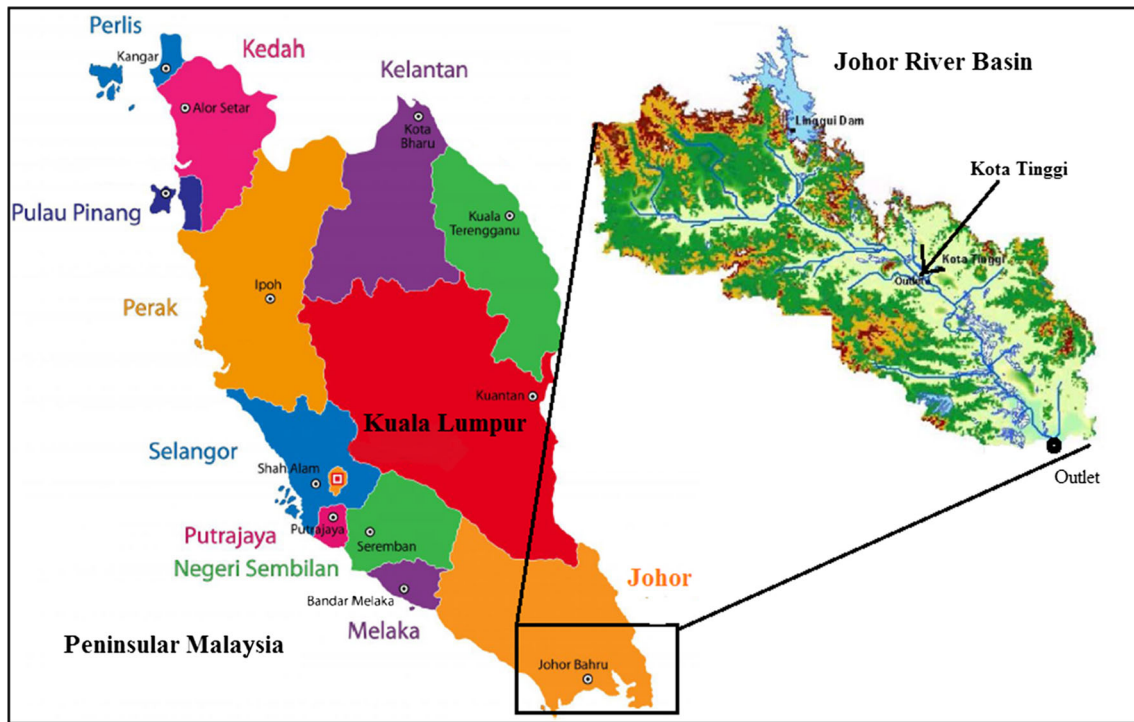 Perlis
Kangar
Kedah
Alor Setar
Kelantan
Kota
Bharu
Pulau Pinang
Kuala
Terengganu
Perak
Ipoh
Kuantan
Kuala Lumpur
Selangor
Shah Alam
Putrajaya
Putrajaya
Seremban
Negeri Sembilan
Bandar Melaka
Melaka
Johor
Johor Bahru
Peninsular Malaysia
Johor River Basin
Linggui Dam
Kota Tinggi
Kota Tinggi
Outlet